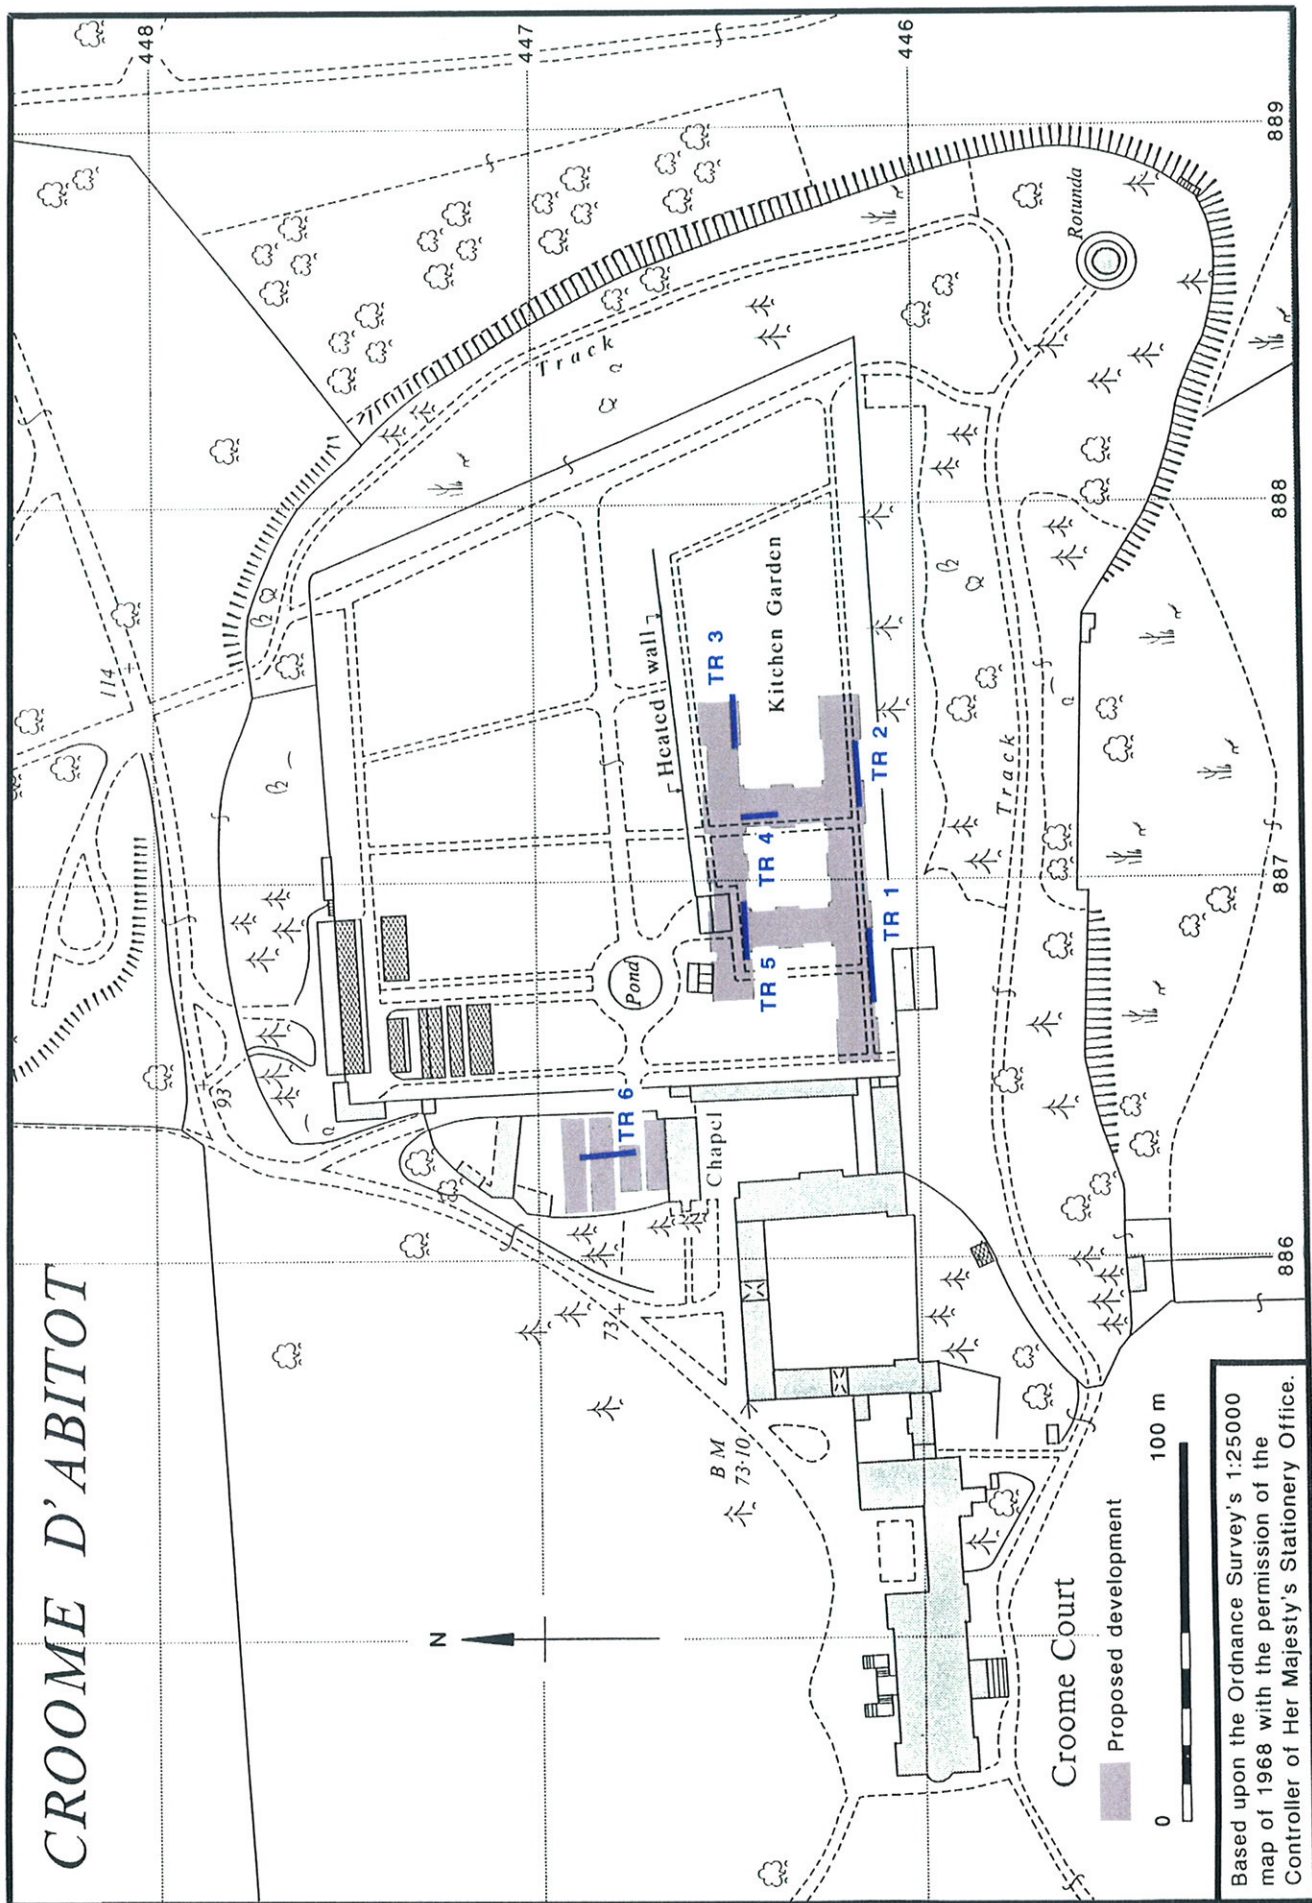 CROOME D'ABITOT
448
447
446
889
888
887
886
114
93
73
B M
73·10
N
Track
Track
Rotunda
Heated wall
Kitchen Garden
Pond
Chapel
TR 1
TR 2
TR 3
TR 4
TR 5
TR 6
Croome Court
Proposed development
0
100 m
Based upon the Ordnance Survey's 1:25000
map of 1968 with the permission of the
Controller of Her Majesty's Stationery Office.